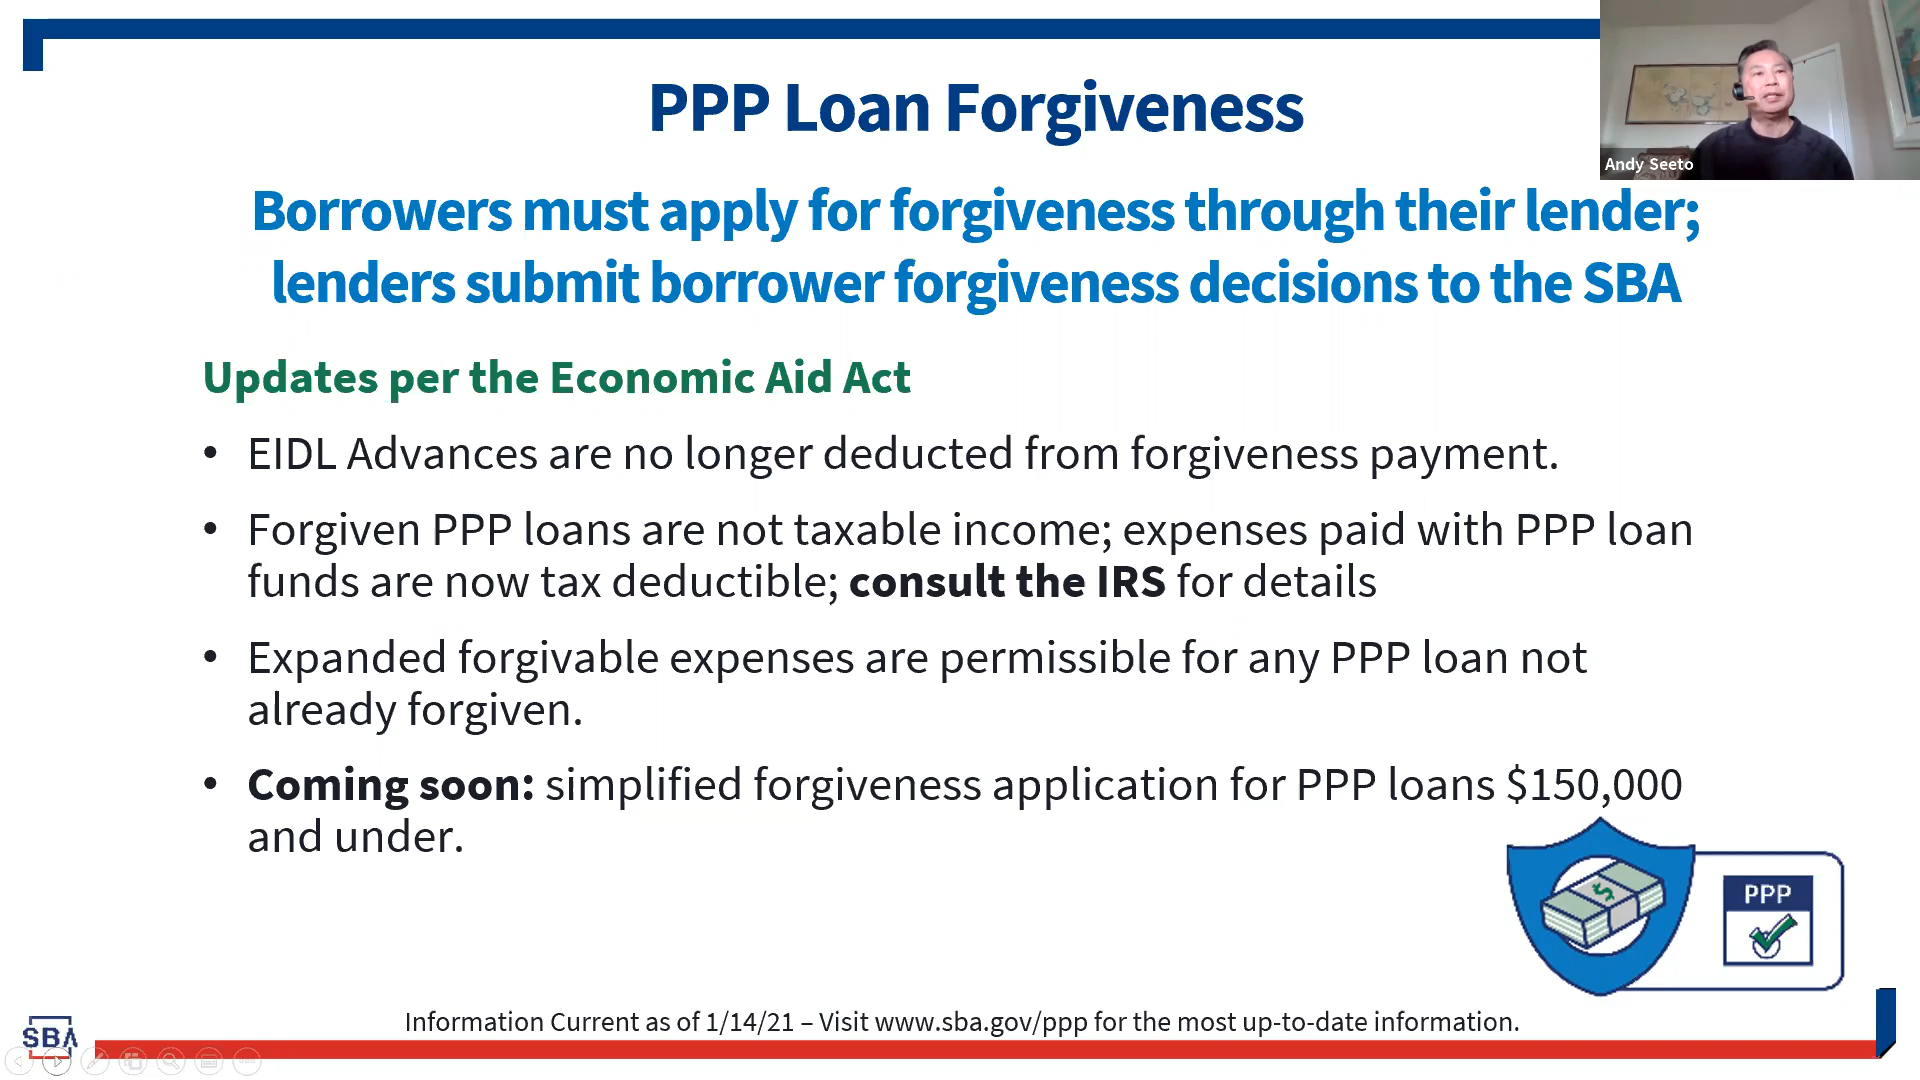 PPP Loan Forgiveness
Andy Seeto
Borrowers must apply for forgiveness through their lender;
lenders submit borrower forgiveness decisions to the SBA
Updates per the Economic Aid Act
• EIDL Advances are no longer deducted from forgiveness payment.
• Forgiven PPP loans are not taxable income; expenses paid with PPP loan
funds are now tax deductible; consult the IRS for details
• Expanded forgivable expenses are permissible for any PPP loan not
already forgiven.
• Coming soon: simplified forgiveness application for PPP loans $150,000
and under.
$
PPP
Information Current as of 1/14/21 – Visit www.sba.gov/ppp for the most up-to-date information.
SBA